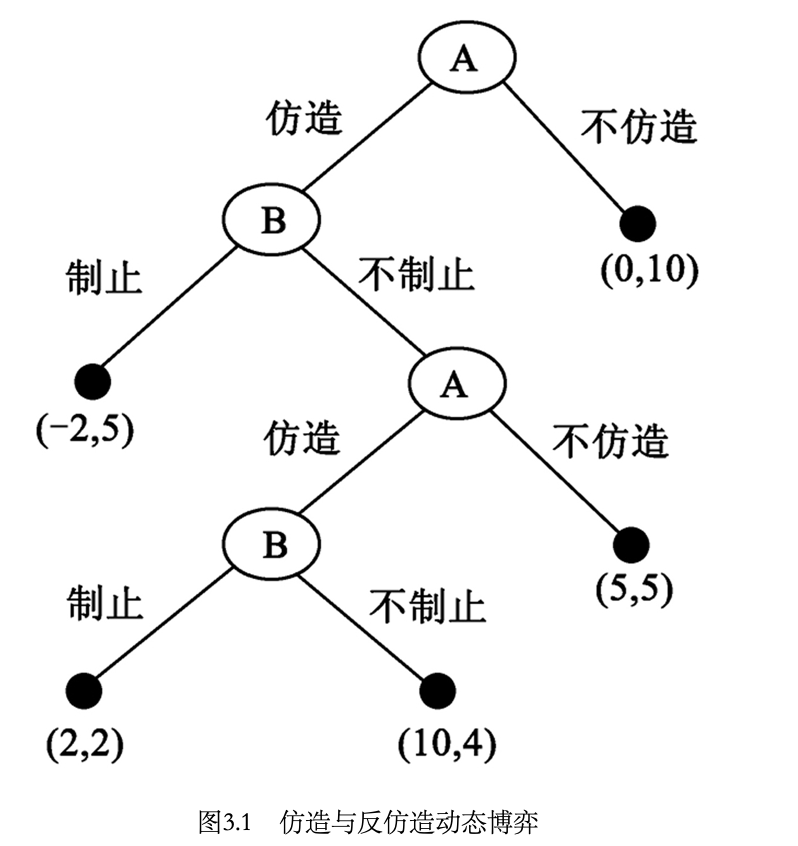 A
仿造
不仿造
B
(0,10)
制止
不制止
A
(−2,5)
仿造
不仿造
B
(5,5)
制止
不制止
(2,2)
(10,4)
图3.1 仿造与反仿造动态博弈